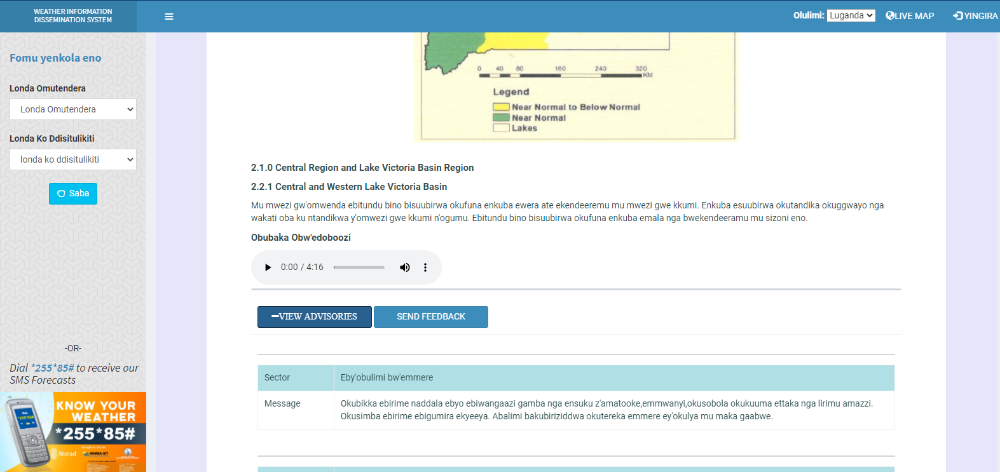 WEATHER INFORMATION
DISSEMINATION SYSTEM
Olulimi: Luganda
LIVE MAP
YINGIRA
Fomu yenkola eno
Londa Omutendera
Londa Omutendera
Londa Ko Ddisitulikiti
londa ko ddisitulikiti
Saba
-OR-
Dial *255*85# to receive our
SMS Forecasts
KNOW YOUR
WEATHER
*255*85#
Norad
WIMEA-ICT
0 40 80 160 240 320
KM
Legend
Near Normal to Below Normal
Near Normal
Lakes
2.1.0 Central Region and Lake Victoria Basin Region
2.2.1 Central and Western Lake Victoria Basin
Mu mwezi gw'omwenda ebitundu bino bisuubirwa okufuna enkuba ewera ate ekendeeremu mu mwezi gwe kkumi. Enkuba esuubirwa okutandika okuggwayo nga
wakati oba ku ntandikwa y'omwezi gwe kkumi n'ogumu. Ebitundu bino bisuubirwa okufuna enkuba emala nga bwekendeeramu mu sizoni eno.
Obubaka Obw'edoboozi
0:00 / 4:16
VIEW ADVISORIES
SEND FEEDBACK
Sector Eby'obulimi bw'emmere
Message Okubikka ebirime naddala ebyo ebiwangaazi gamba nga ensuku z'amatooke,emmwanyi,okusobola okukuuma ettaka nga lirimu amazzi.
Okusimba ebirime ebigumira ekyeeya. Abalimi bakubiriziddwa okutereka emmere ey'okulya mu maka gaabwe.